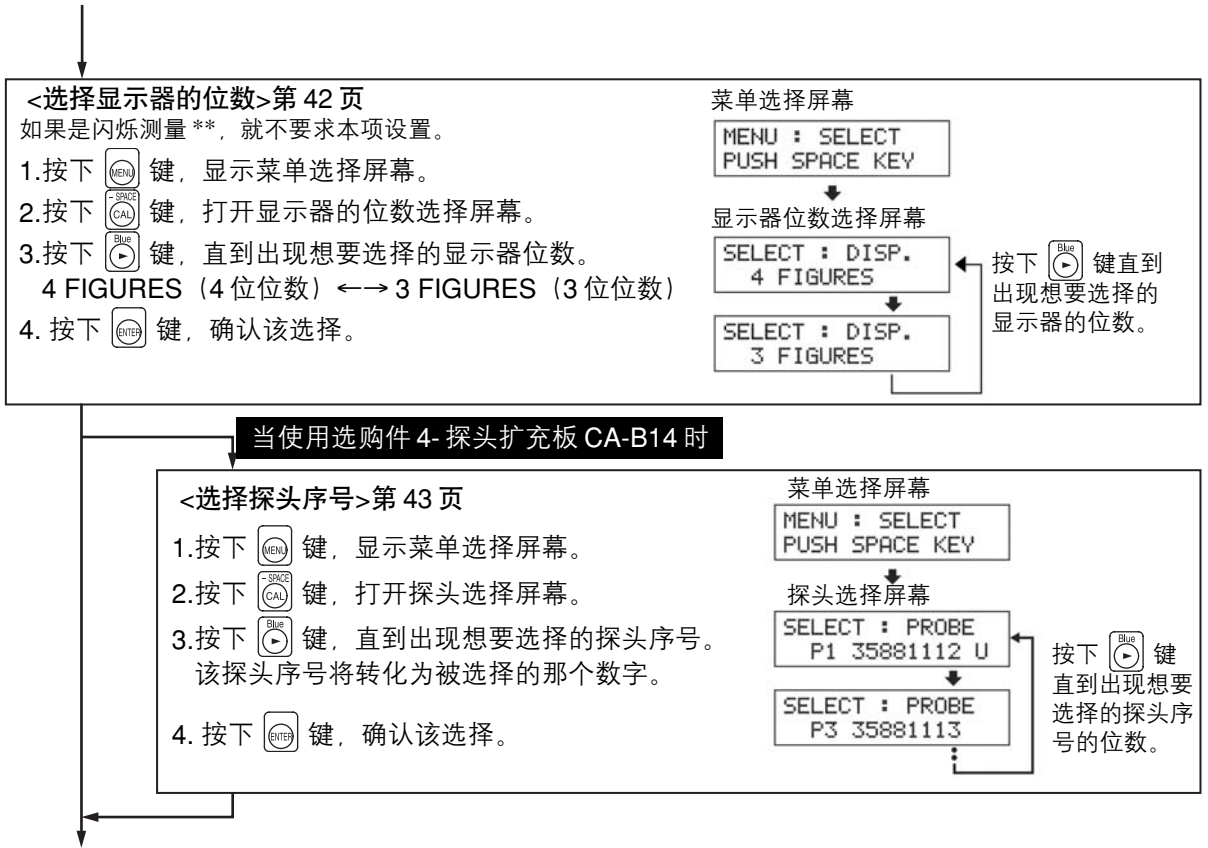 <选择显示器的位数>第 42 页
如果是闪烁测量 **，就不要求本项设置。
1.按下 MENU 键，显示菜单选择屏幕。
2.按下 - SPACE CAL 键，打开显示器的位数选择屏幕。
3.按下 Blue 键，直到出现想要选择的显示器位数。
4 FIGURES（4 位位数）←→ 3 FIGURES（3 位位数）
4. 按下 ENTER 键，确认该选择。
菜单选择屏幕
MENU : SELECT
PUSH SPACE KEY
显示器位数选择屏幕
SELECT : DISP.
4 FIGURES
SELECT : DISP.
3 FIGURES
按下 Blue 键直到
出现想要选择的
显示器的位数。
当使用选购件 4- 探头扩充板 CA-B14 时
<选择探头序号>第 43 页
1.按下 MENU 键，显示菜单选择屏幕。
2.按下 - SPACE CAL 键，打开探头选择屏幕。
3.按下 Blue 键，直到出现想要选择的探头序号。
该探头序号将转化为被选择的那个数字。
4. 按下 ENTER 键，确认该选择。
菜单选择屏幕
MENU : SELECT
PUSH SPACE KEY
探头选择屏幕
SELECT : PROBE
P1 35881112 U
SELECT : PROBE
P3 35881113
按下 Blue 键
直到出现想要
选择的探头序
号的位数。